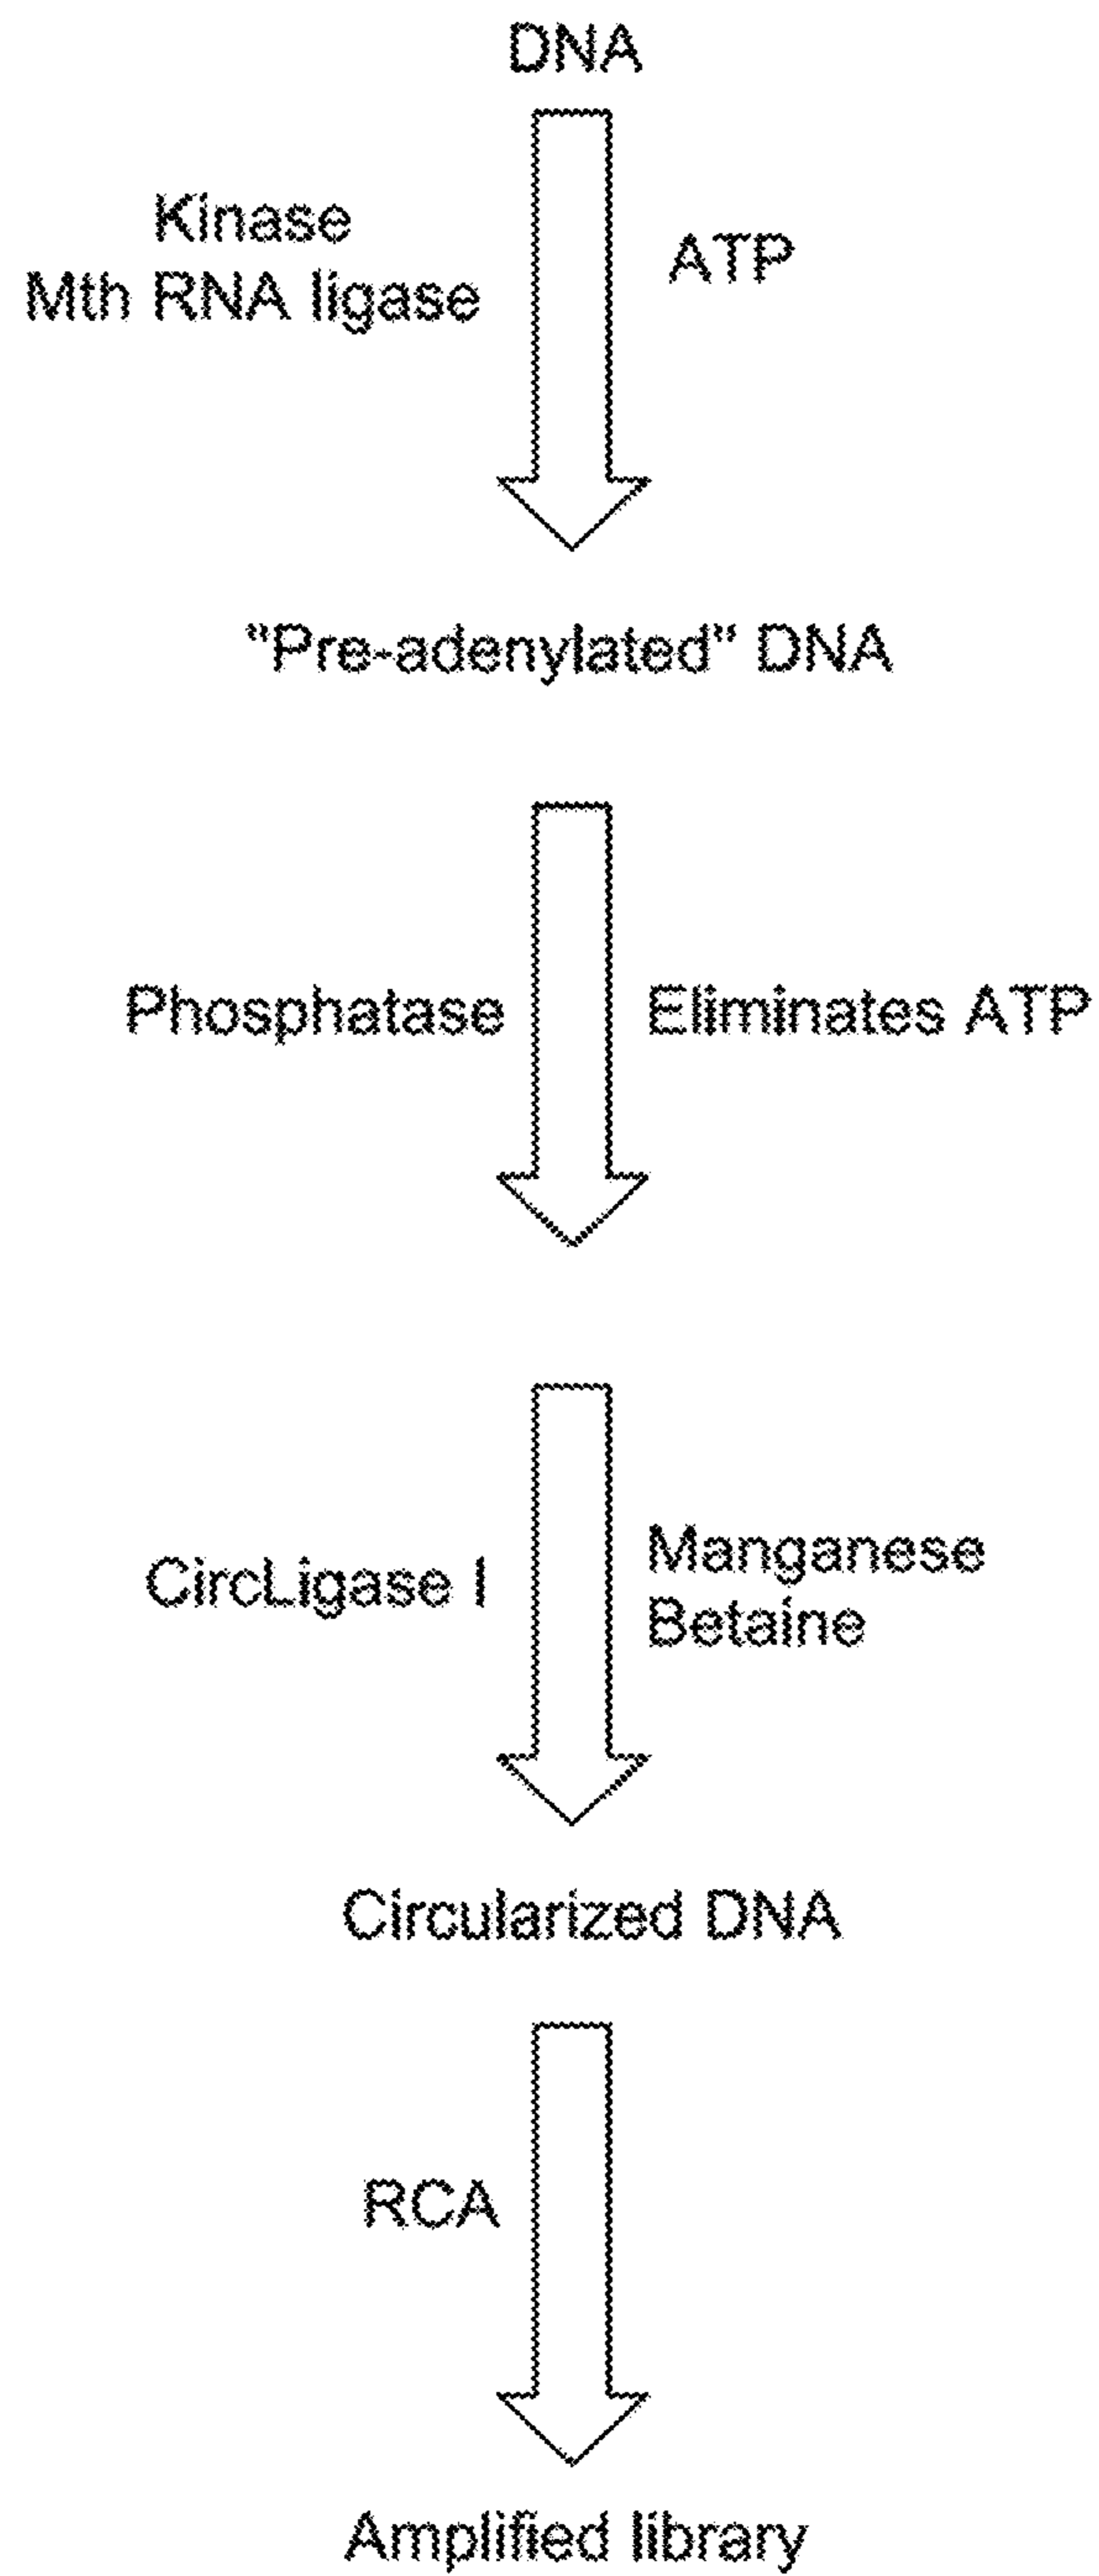 DNA
Kinase
Mth RNA ligase
ATP
"Pre-adenylated" DNA
Phosphatase
Eliminates ATP
CircLigase I
Manganese
Betaine
Circularized DNA
RCA
Amplified library